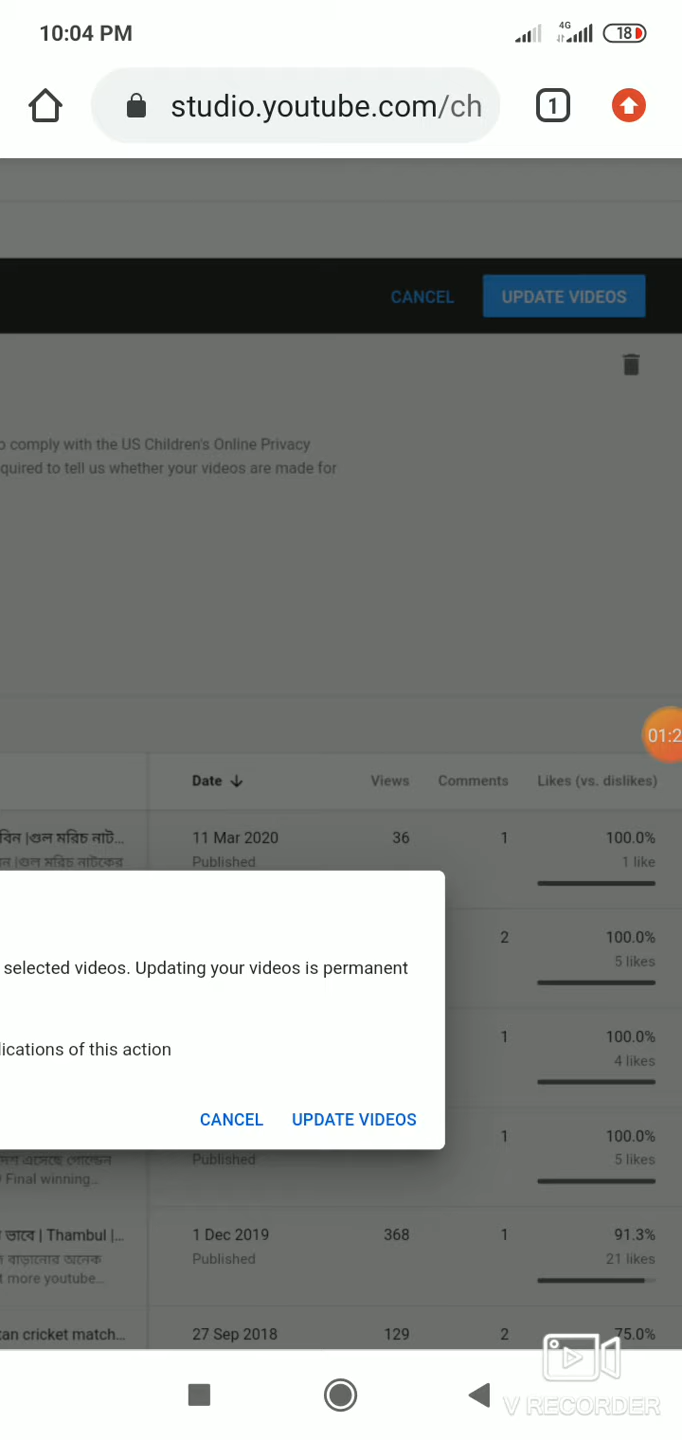 10:04 PM
4G
18
studio.youtube.com/ch
1
CANCEL
UPDATE VIDEOS
o comply with the US Children's Online Privacy
quired to tell us whether your videos are made for
01:2
Date
Views
Comments
Likes (vs. dislikes)
বিন |গুল মরিচ নাট...
11 Mar 2020
36
1
100.0%
ন |গুল মরিচ নাটকের
Published
1 like
2
100.0%
5 likes
selected videos. Updating your videos is permanent
1
100.0%
4 likes
lications of this action
CANCEL
UPDATE VIDEOS
1
100.0%
Published
5 likes
Final winning...
ভাবে | Thambul |...
1 Dec 2019
368
1
91.3%
বাড়ানোর অনেক
Published
21 likes
t more youtube...
tan cricket match...
27 Sep 2018
129
2
75.0%
V RECORDER